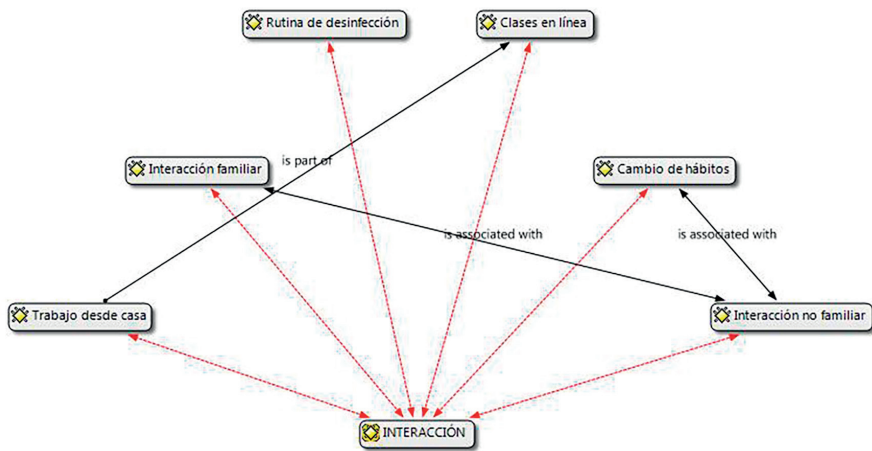 Rutina de desinfección
Clases en línea
is part of
Interacción familiar
Cambio de hábitos
is associated with
is associated with
Trabajo desde casa
Interacción no familiar
INTERACCIÓN